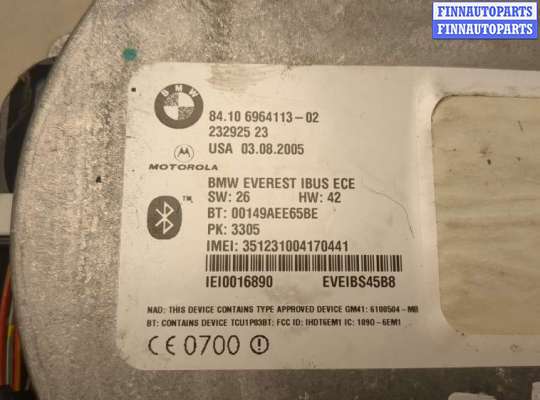 FINNAUTOPARTS
FINNAUTOPARTS
BMW
84.10 6964113-02
232925 23
USA 03.08.2005
MOTOROLA
BMW EVEREST IBUS ECE
SW: 26 HW: 42
TM
BT: 00149AEE65BE
PK: 3305
IMEI: 351231004170441
IEI0016890 EVEIBS45B8
NAD: THIS DEVICE CONTAINS TYPE APPROVED DEVICE GM41: 6100504-MB
BT: CONTAINS DEVICE TCU1P03BT; FCC ID: IHDT6EM1 IC: 1090-6EM1
CE 0700